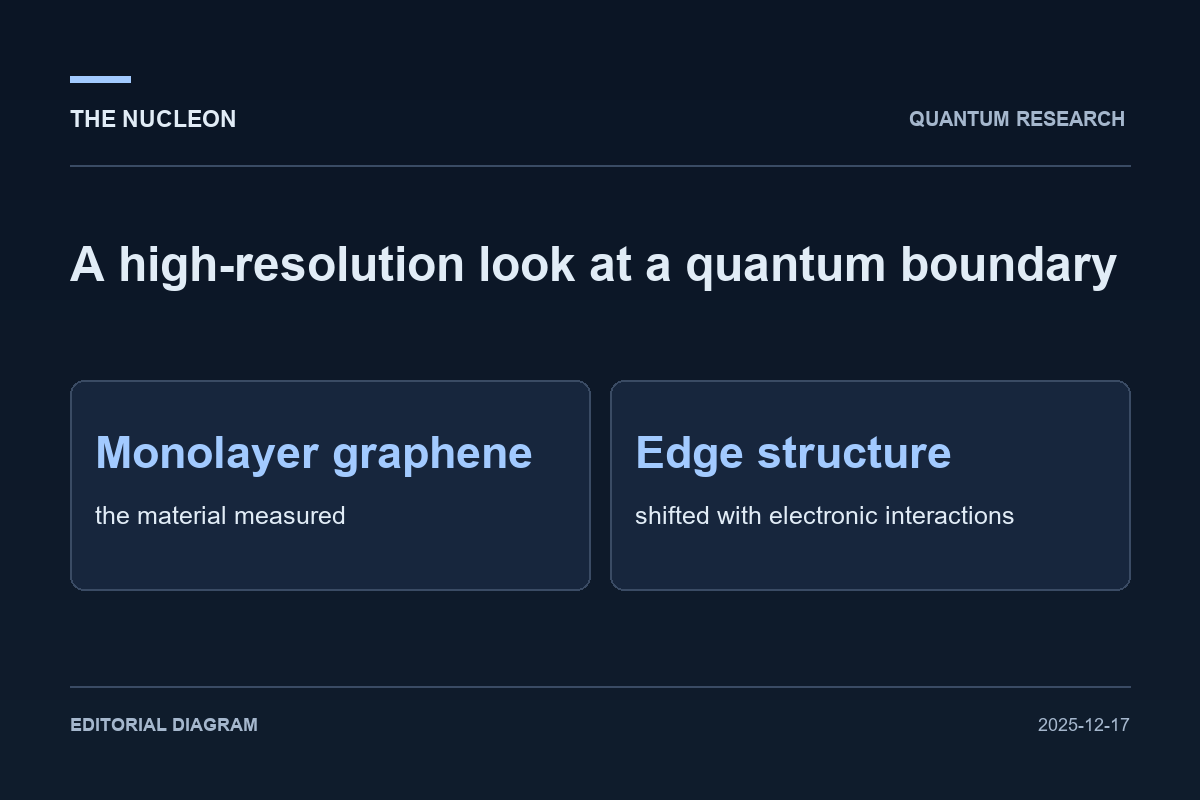 THE NUCLEON
QUANTUM RESEARCH
A high-resolution look at a quantum boundary
Monolayer graphene
the material measured
Edge structure
shifted with electronic interactions
EDITORIAL DIAGRAM
2025-12-17